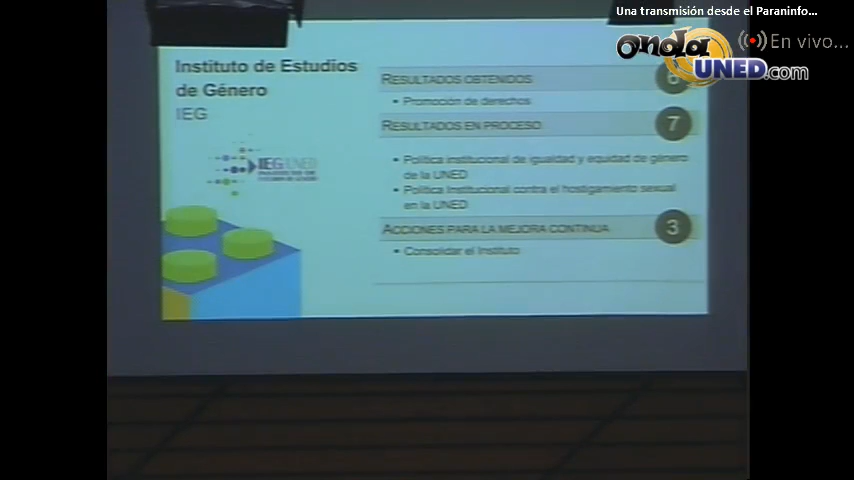 Una transmisión desde el Paraninfo...
onda
UNED.com
En vivo...
Instituto de Estudios
de Género
IEG
IEG UNED
RESULTADOS OBTENIDOS
• Promoción de derechos
RESULTADOS EN PROCESO
7
• Política institucional de igualdad y equidad de género
de la UNED
• Política Institucional contra el hostigamiento sexual
en la UNED
ACCIONES PARA LA MEJORA CONTINUA
3
• Consolidar el Instituto